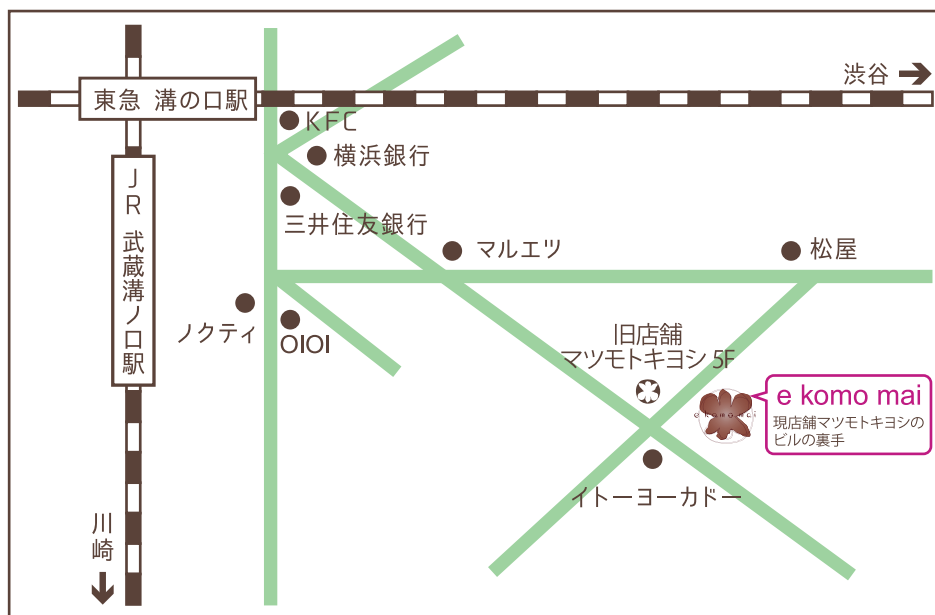 渋谷
東急 溝の口駅
KFC
横浜銀行
JR 武蔵溝ノ口駅
三井住友銀行
マルエツ
松屋
ノクティ
OIOI
旧店舗
マツモトキヨシ 5F
e komo mai
e komo mai
現店舗マツモトキヨシの
ビルの裏手
イトーヨーカドー
川崎